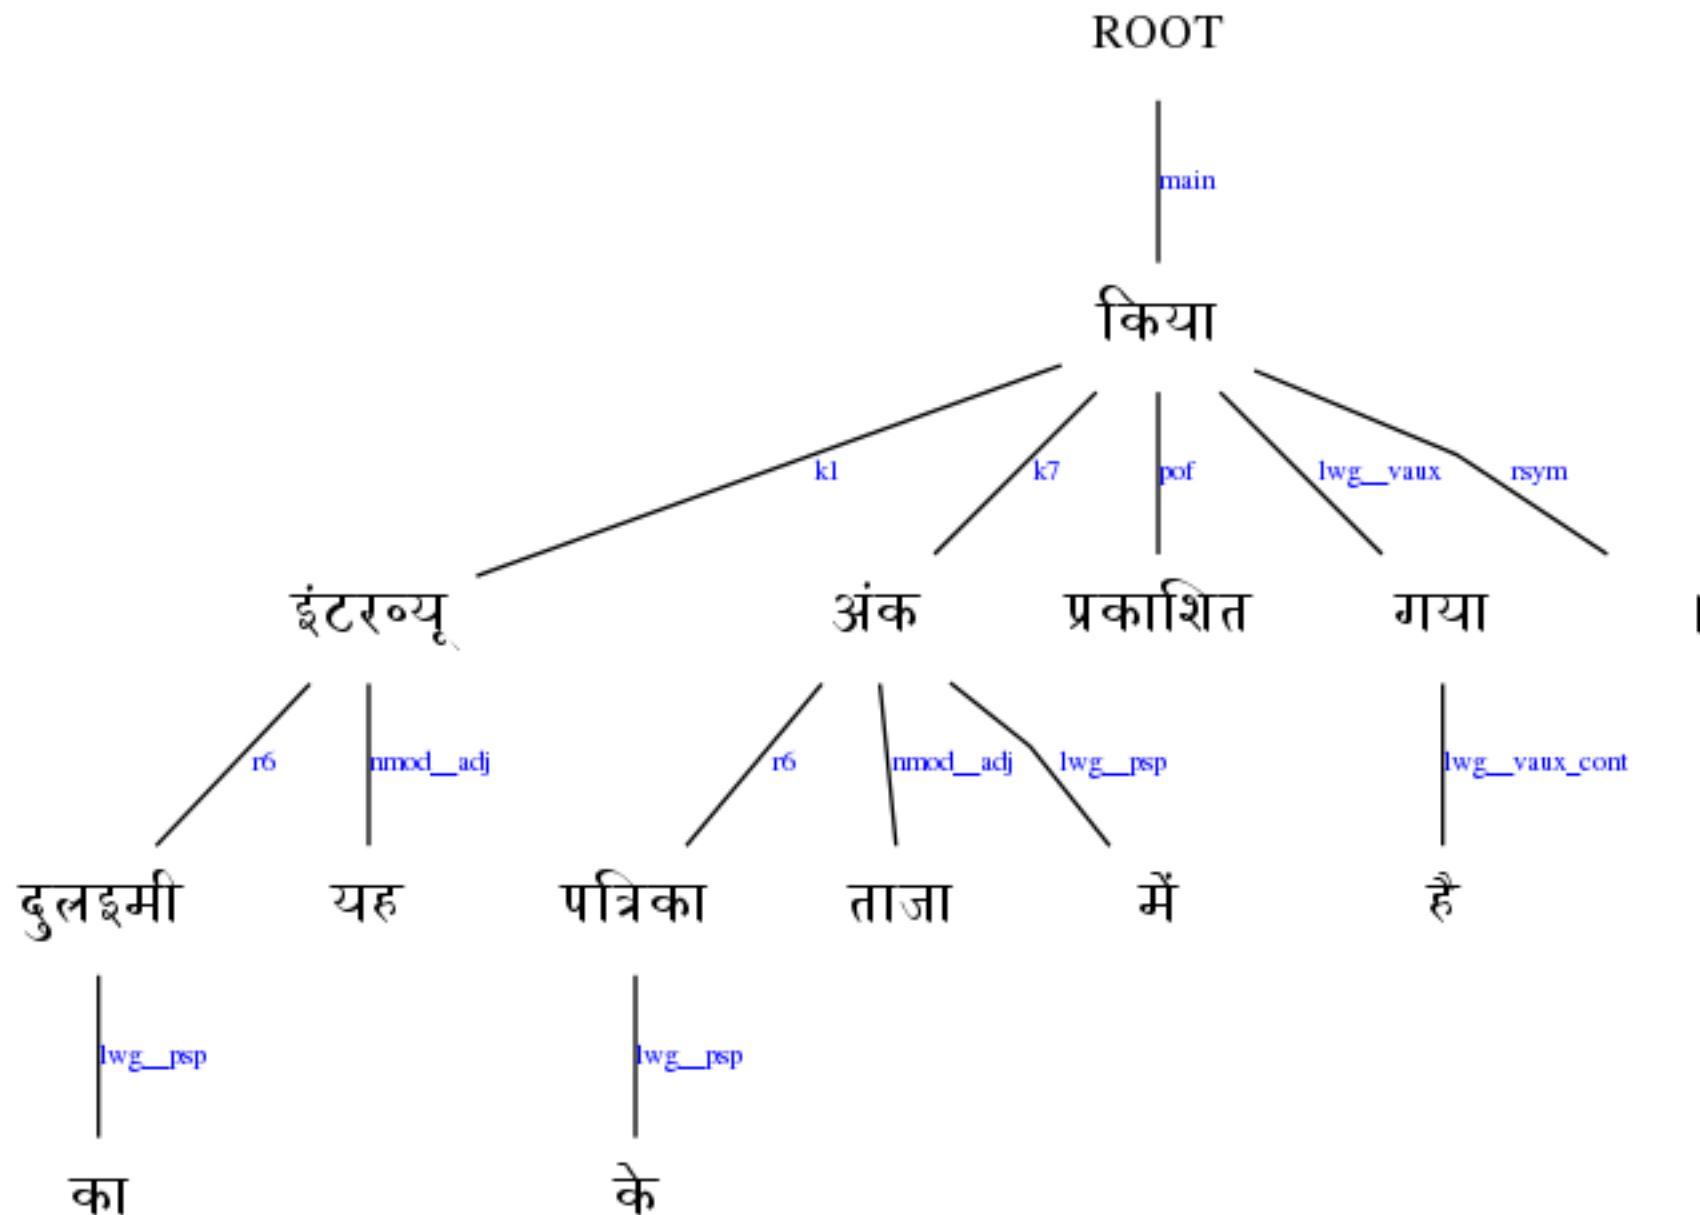 ROOT
main
किया
k1 k7 pof lwg__vaux rsym
इंटरव्यू अंक प्रकाशित गया ।
r6 nmod__adj r6 nmod__adj lwg__psp lwg__vaux_cont
दुलइमी यह पत्रिका ताजा में है
lwg__psp lwg__psp
का के